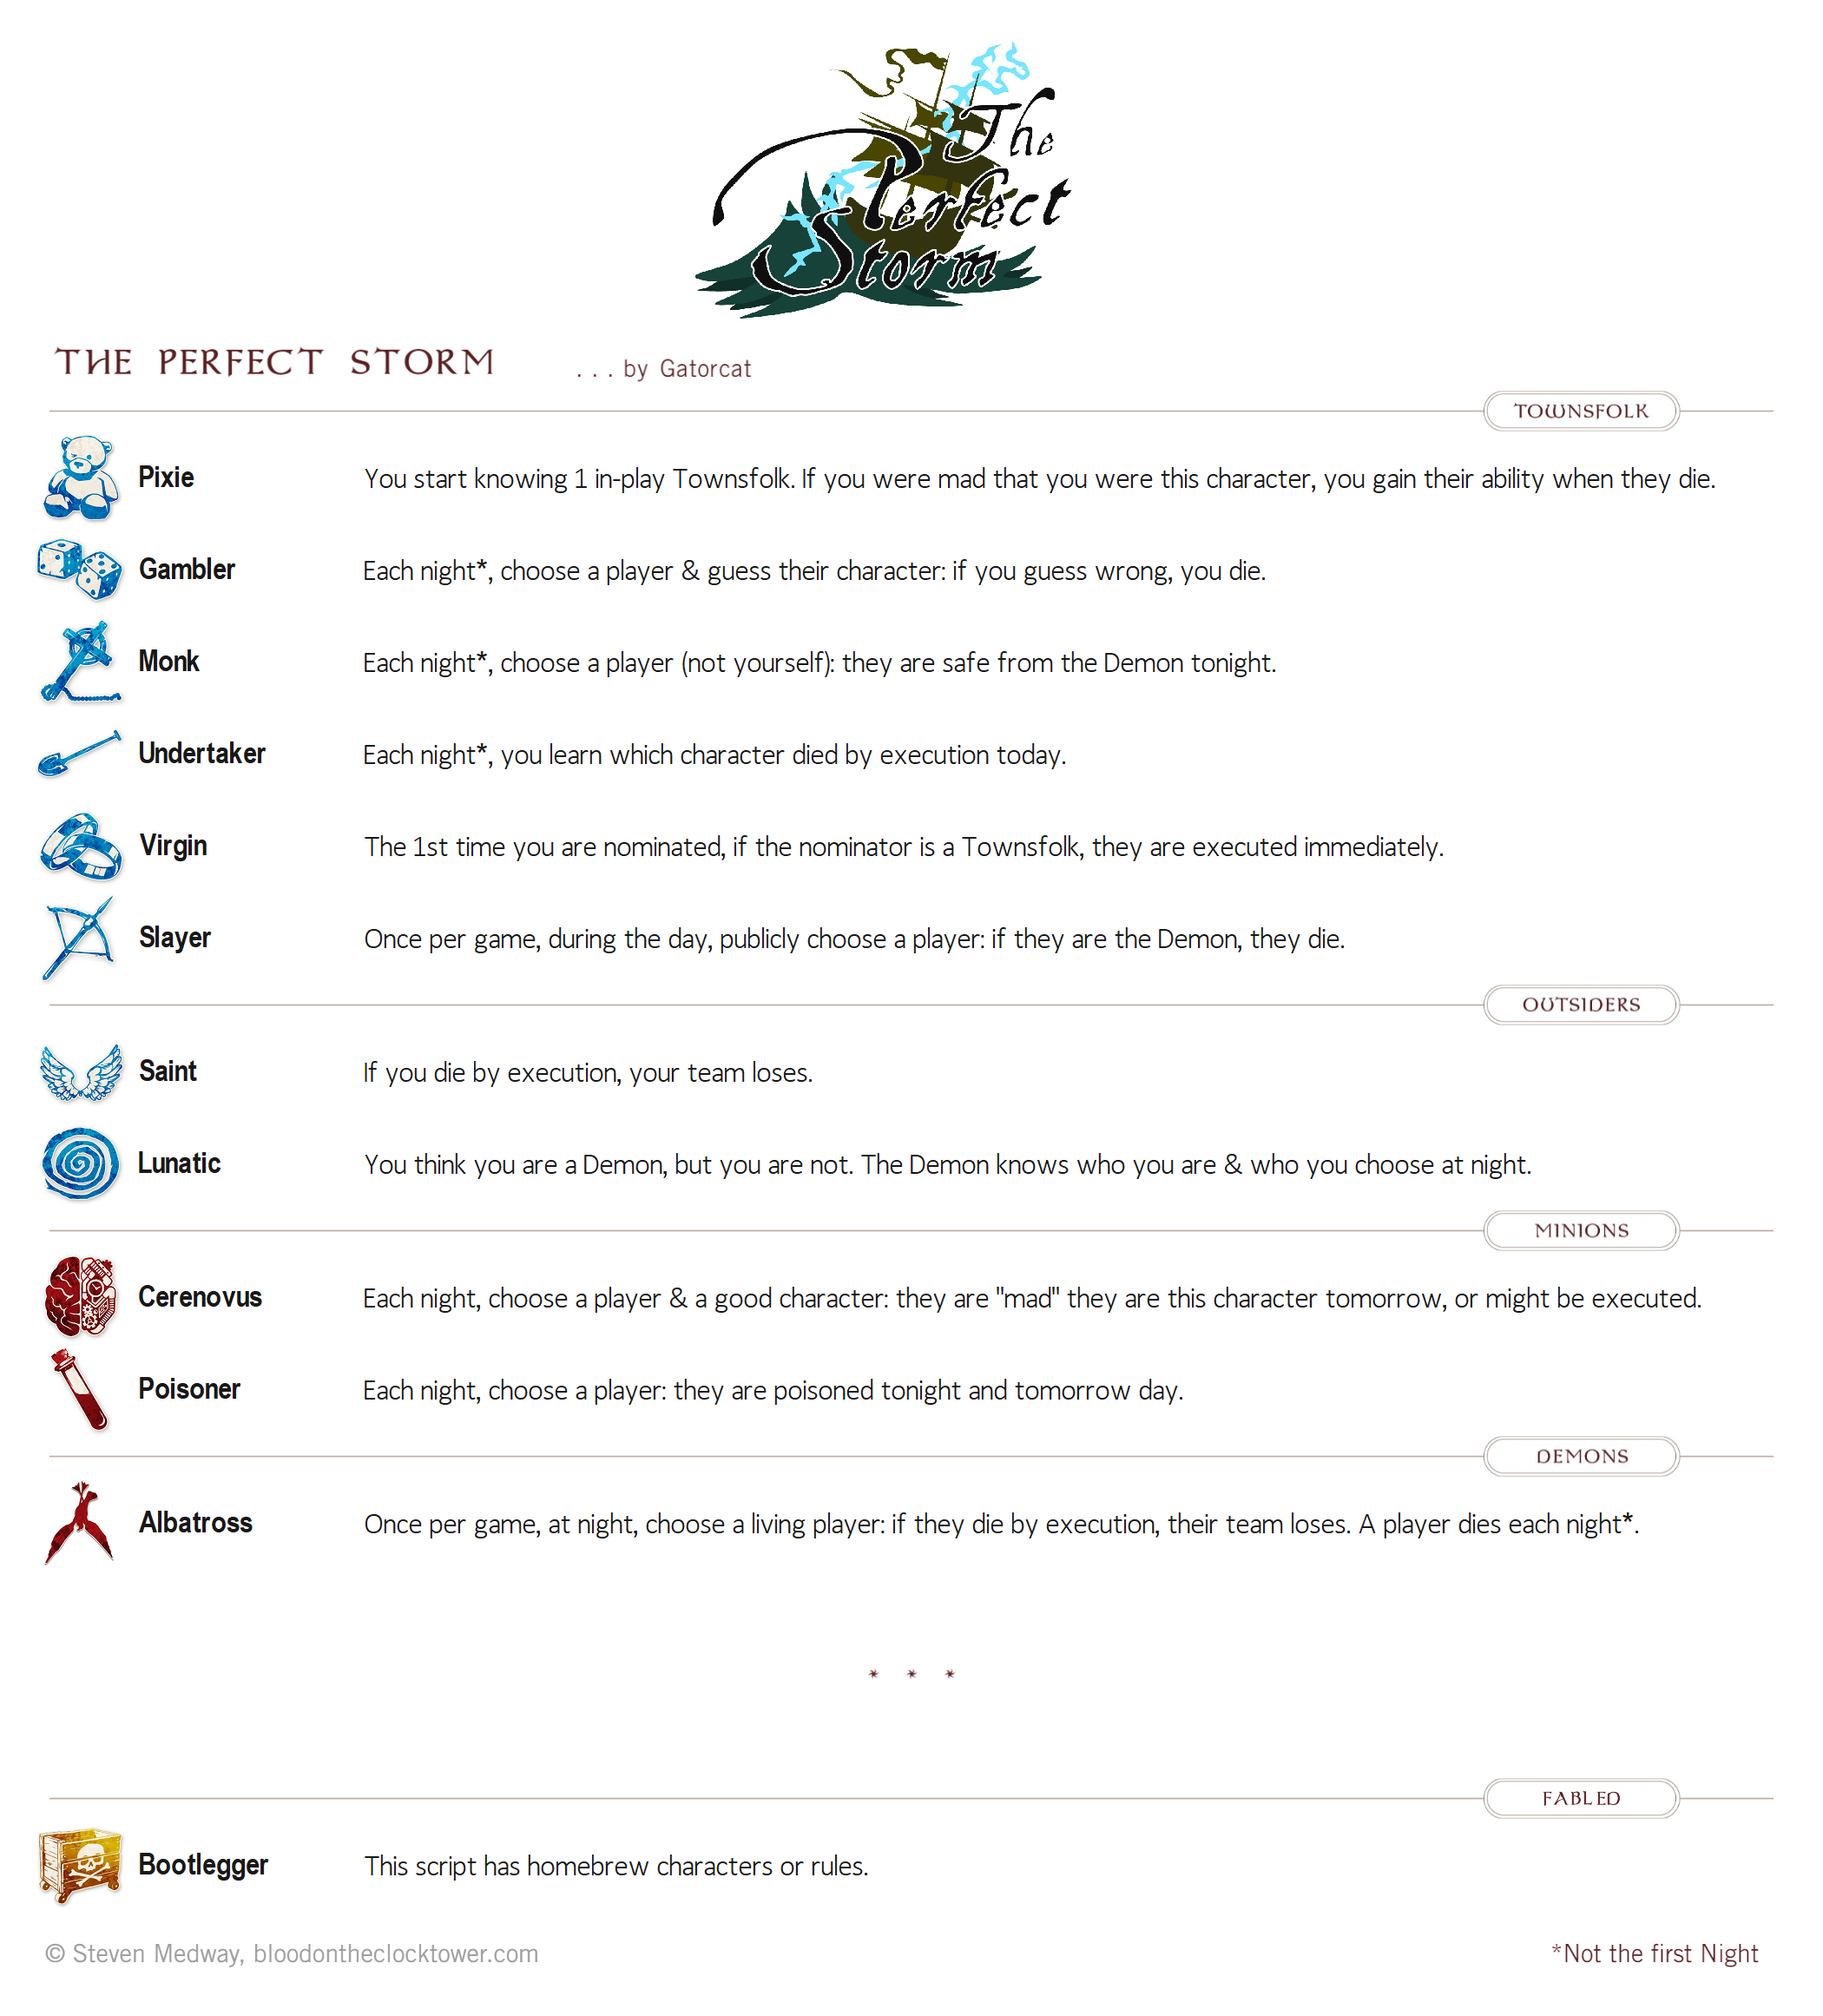 The
Perfect
Storm
THE PERFECT STORM ... by Gatorcat
TOWNSFOLK
Pixie You start knowing 1 in-play Townsfolk. If you were mad that you were this character, you gain their ability when they die.
Gambler Each night*, choose a player & guess their character: if you guess wrong, you die.
Monk Each night*, choose a player (not yourself): they are safe from the Demon tonight.
Undertaker Each night*, you learn which character died by execution today.
Virgin The 1st time you are nominated, if the nominator is a Townsfolk, they are executed immediately.
Slayer Once per game, during the day, publicly choose a player: if they are the Demon, they die.
OUTSIDERS
Saint If you die by execution, your team loses.
Lunatic You think you are a Demon, but you are not. The Demon knows who you are & who you choose at night.
MINIONS
Cerenovus Each night, choose a player & a good character: they are "mad" they are this character tomorrow, or might be executed.
Poisoner Each night, choose a player: they are poisoned tonight and tomorrow day.
DEMONS
Albatross Once per game, at night, choose a living player: if they die by execution, their team loses. A player dies each night*.
* * *
FABLED
Bootlegger This script has homebrew characters or rules.
© Steven Medway, bloodontheclocktower.com *Not the first Night